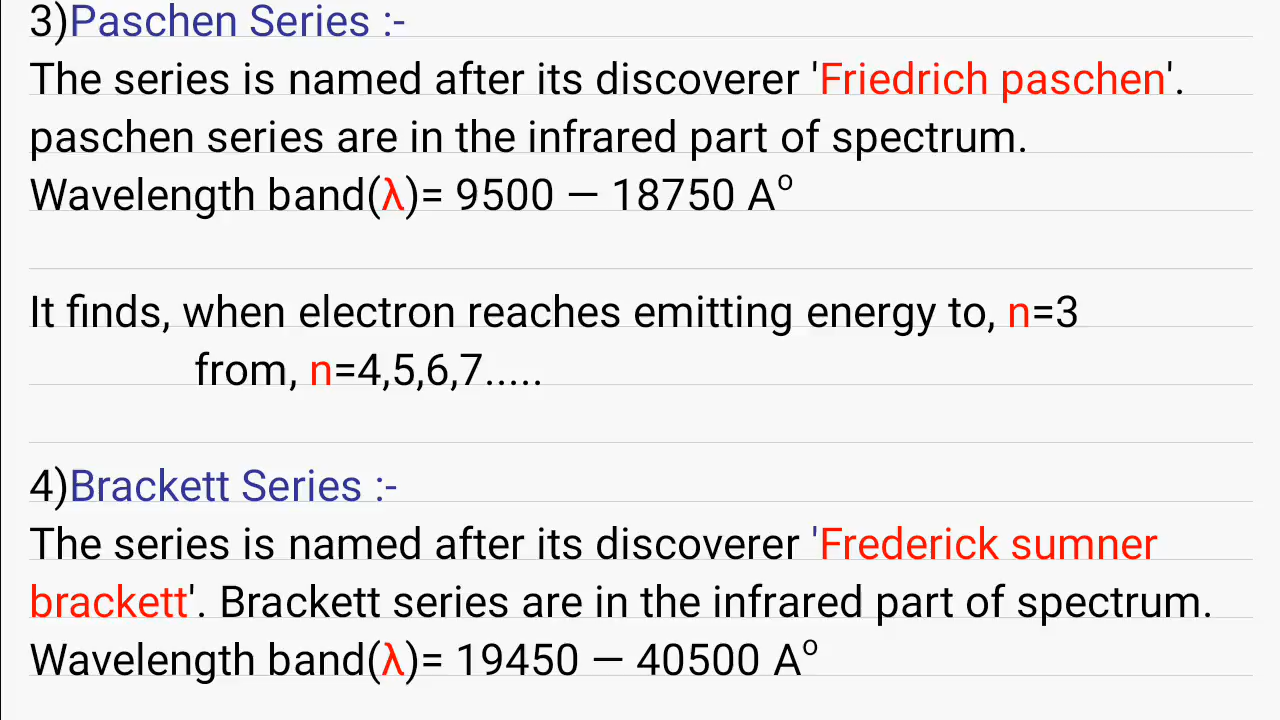 3)Paschen Series :-
The series is named after its discoverer 'Friedrich paschen'.
paschen series are in the infrared part of spectrum.
Wavelength band(λ)= 9500 — 18750 Aº
It finds, when electron reaches emitting energy to, n=3
from, n=4,5,6,7.....
4)Brackett Series :-
The series is named after its discoverer 'Frederick sumner
brackett'. Brackett series are in the infrared part of spectrum.
Wavelength band(λ)= 19450 — 40500 Aº